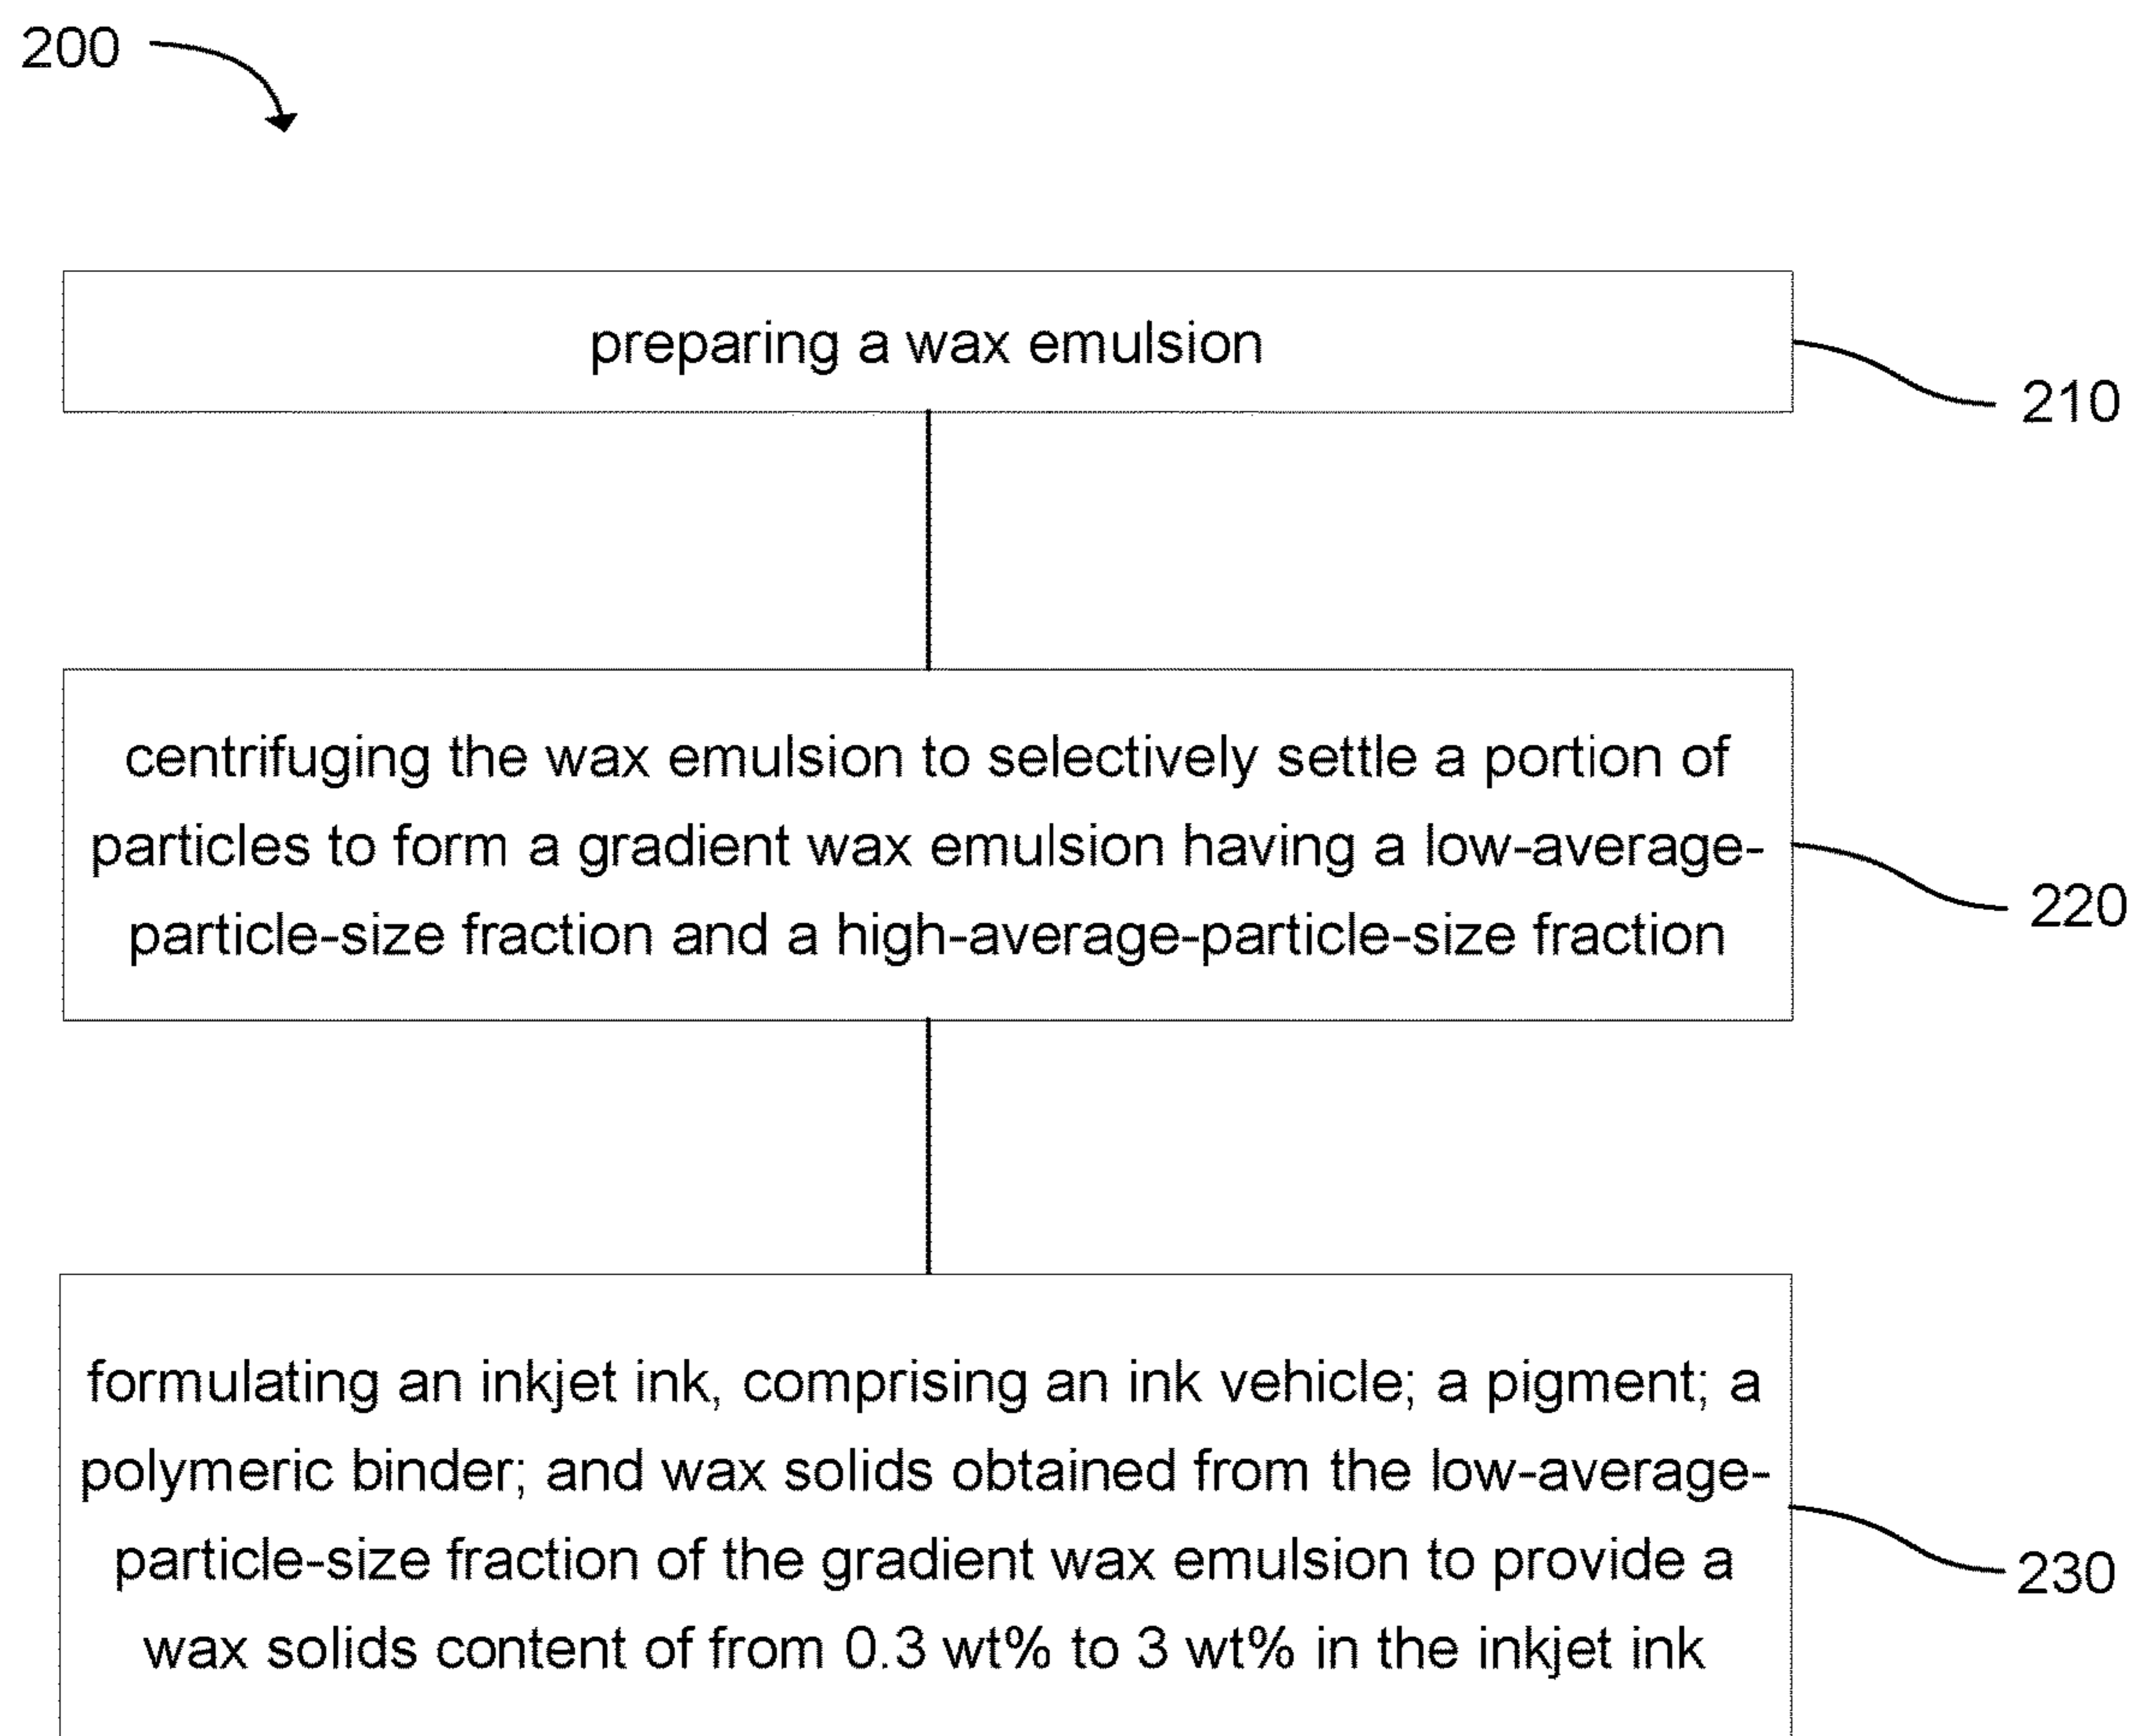 200
preparing a wax emulsion
210
centrifuging the wax emulsion to selectively settle a portion of
particles to form a gradient wax emulsion having a low-average-
particle-size fraction and a high-average-particle-size fraction
220
formulating an inkjet ink, comprising an ink vehicle; a pigment; a
polymeric binder; and wax solids obtained from the low-average-
particle-size fraction of the gradient wax emulsion to provide a
wax solids content of from 0.3 wt% to 3 wt% in the inkjet ink
230